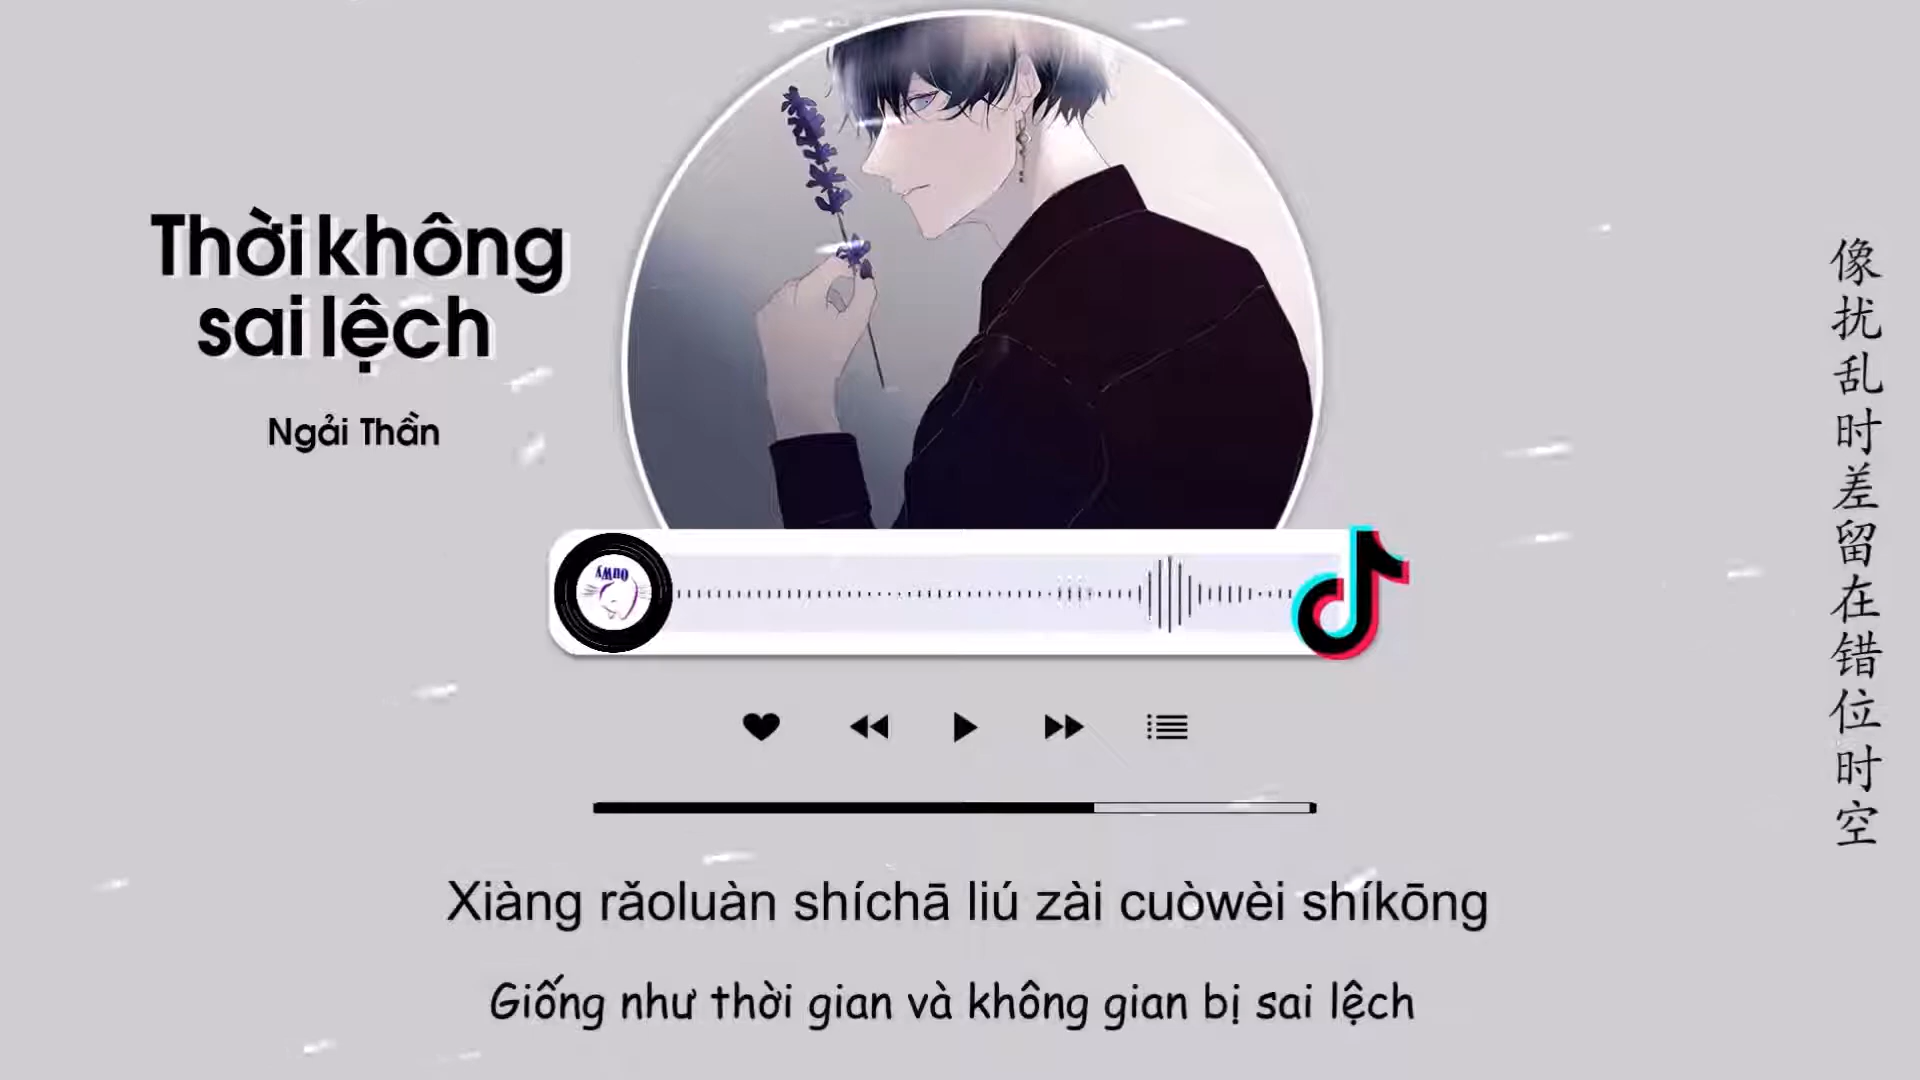 Thời không
sai lệch
Ngải Thần
OuWy
像扰乱时差留在错位时空
Xiàng rǎoluàn shíchā liú zài cuòwèi shíkōng
Giống như thời gian và không gian bị sai lệch